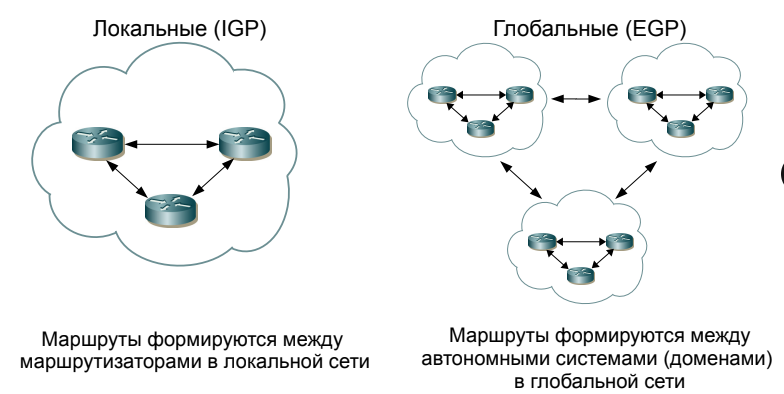 Локальные (IGP)
Глобальные (EGP)
Маршруты формируются между
маршрутизаторами в локальной сети
Маршруты формируются между
автономными системами (доменами)
в глобальной сети